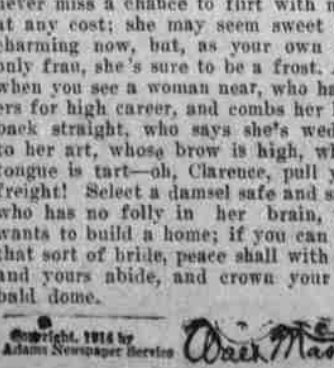 never miss a chance to flirt with m
at any cost; she may seem sweet
charming now, but, as your own
only frau, she's sure to be a frost.
when you see a woman near, who ha
ers for high career, and combs her
back straight, who says she's wed
to her art, whose brow is high, wh
tongue is tart—oh, Clarence, pull y
freight! Select a damsel safe and s
who has no folly in her brain,
wants to build a home; if you can
that sort of bride, peace shall with
and yours abide, and crown your
bald dome.
Copyright, 1914 by
Adams Newspaper Service
Walt Mas